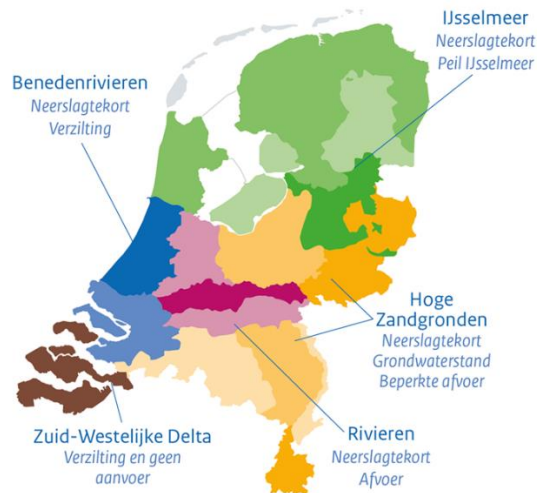 IJsselmeer
Neerslagtekort
Peil IJsselmeer
Benedenrivieren
Neerslagtekort
Verzilting
Hoge
Zandgronden
Neerslagtekort
Grondwaterstand
Beperkte afvoer
Zuid-Westelijke Delta
Verzilting en geen
aanvoer
Rivieren
Neerslagtekort
Afvoer